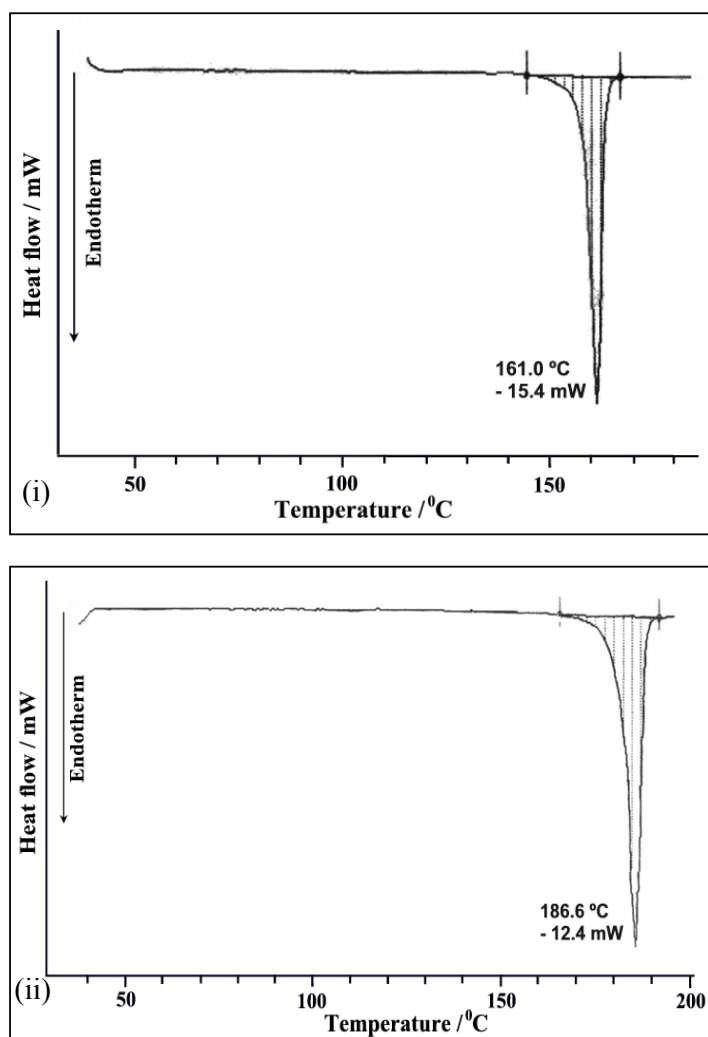 Heat flow / mW
Endotherm
161.0 ºC
- 15.4 mW
50
100
150
(i)
Temperature /⁰C
Heat flow / mW
Endotherm
186.6 ºC
- 12.4 mW
50
100
150
200
(ii)
Temperature /⁰C